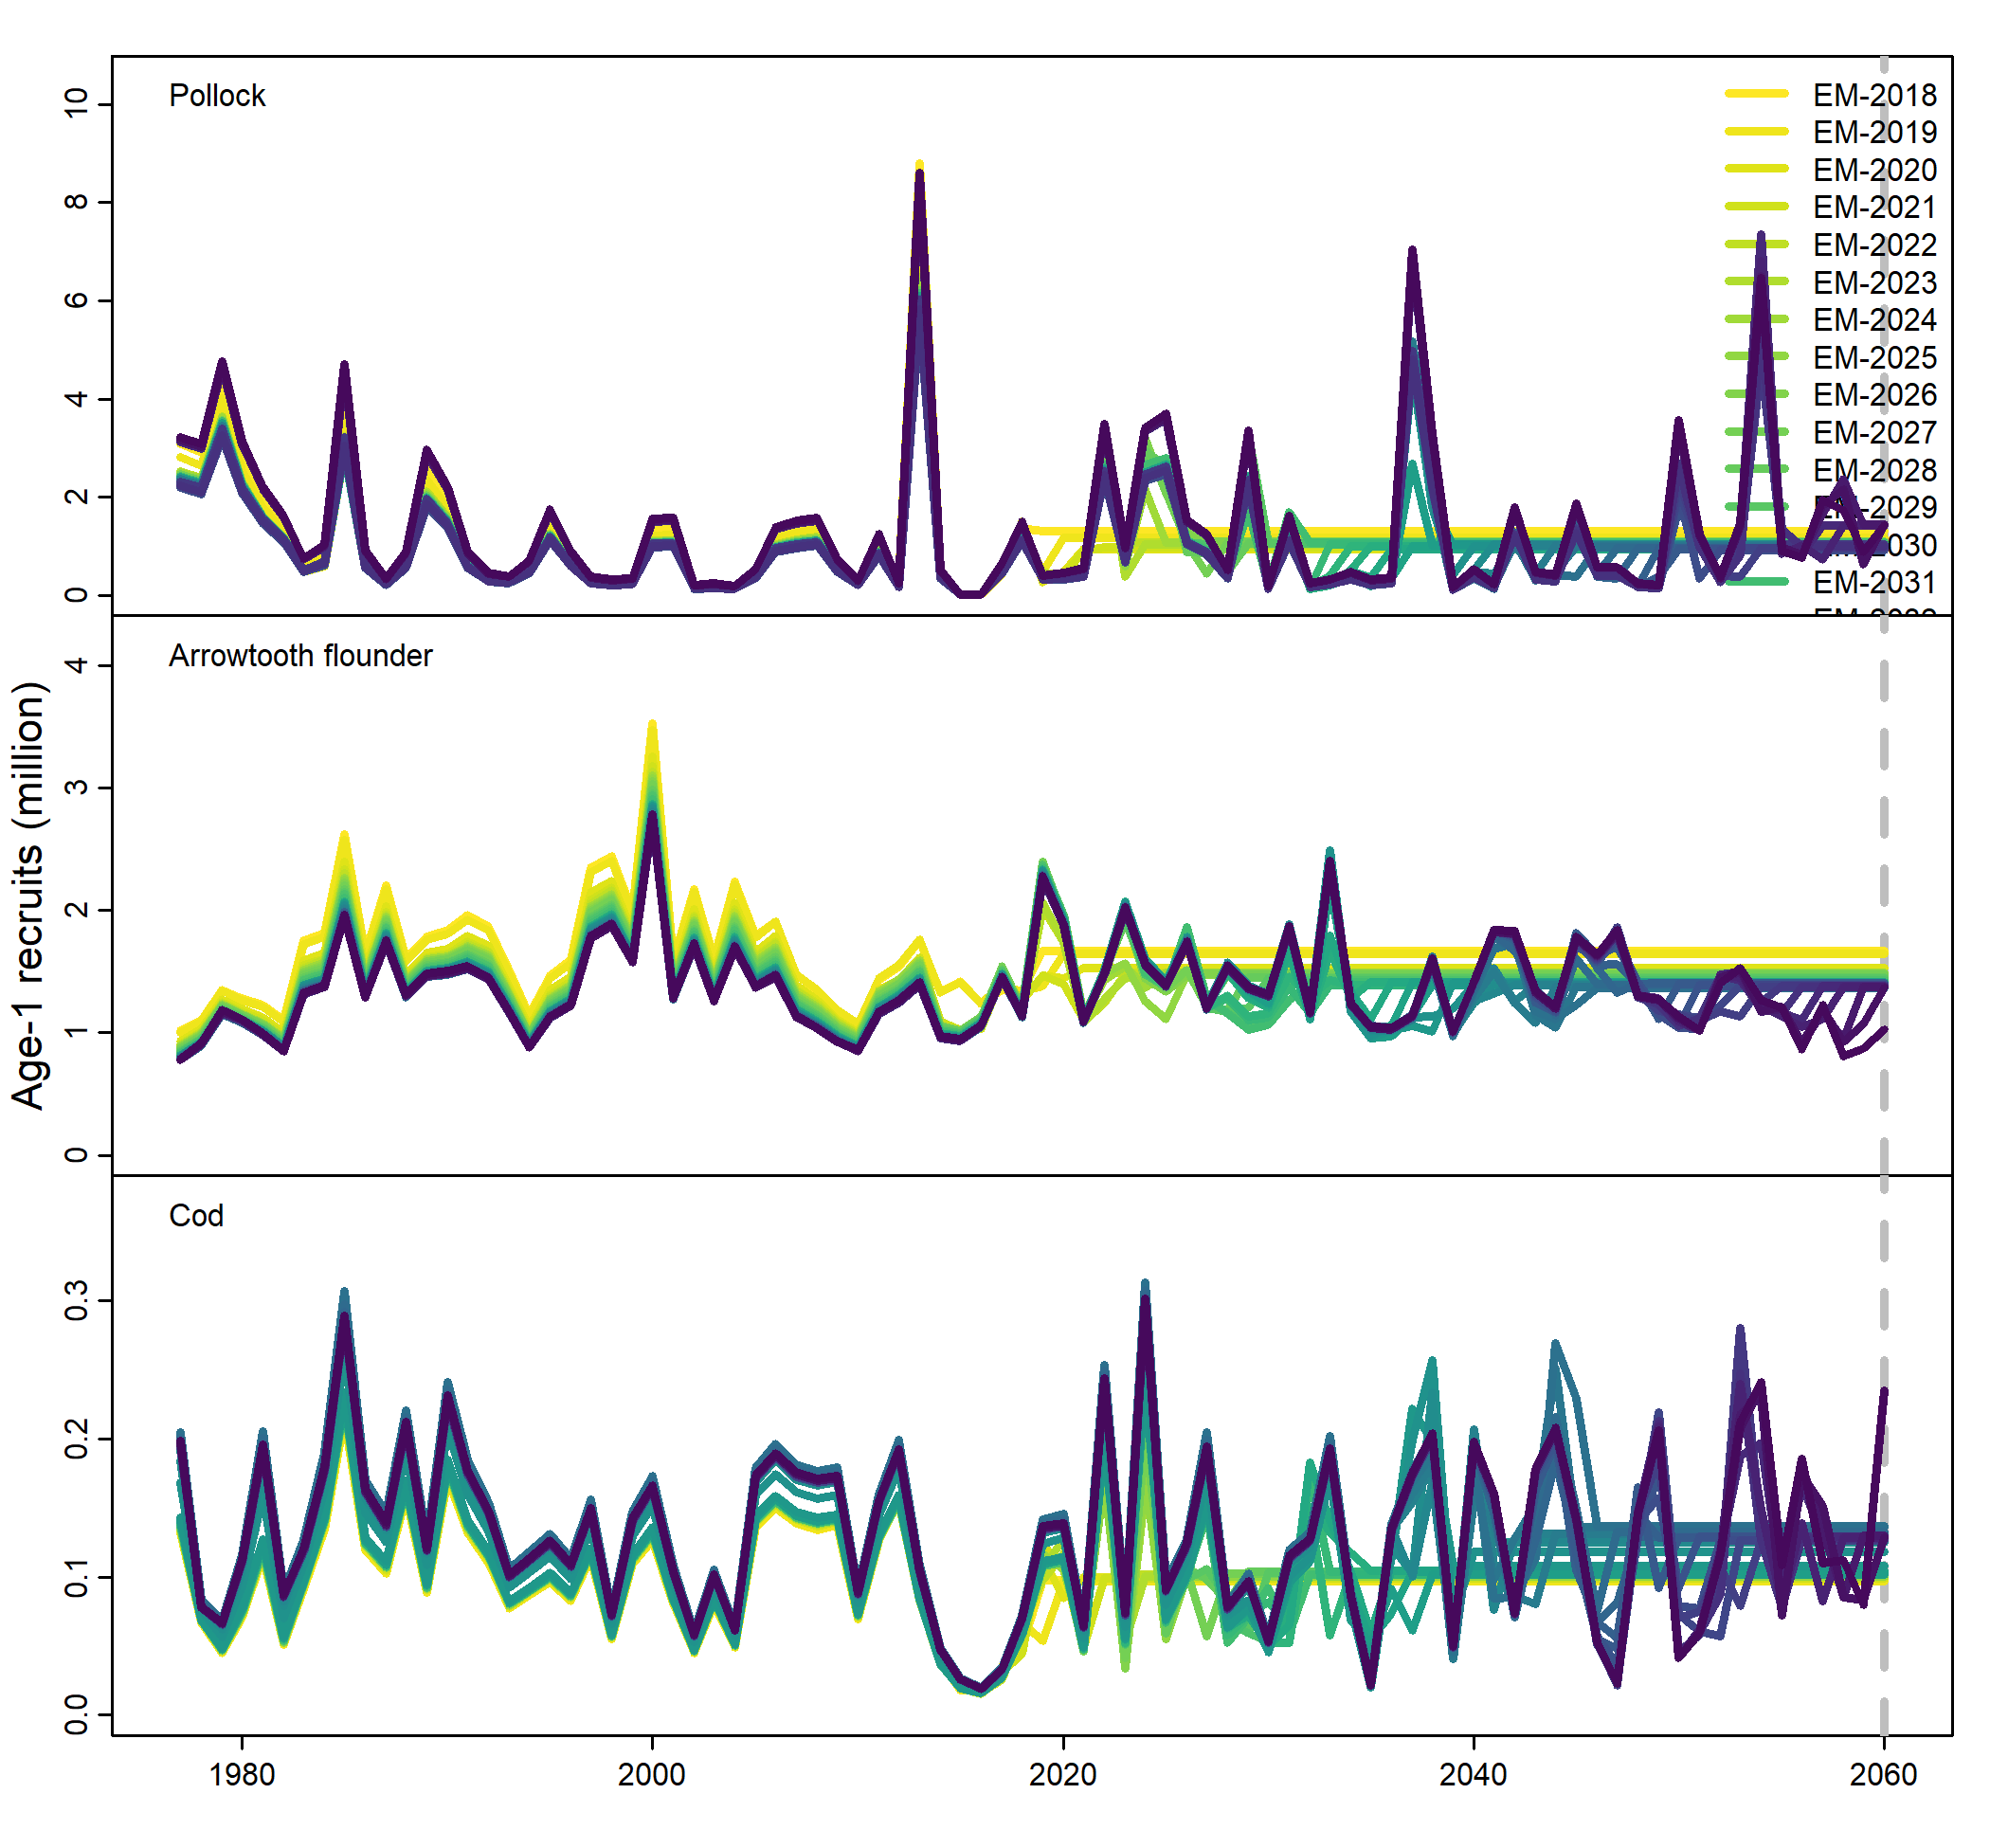 Pollock
10
8
6
4
2
0
EM-2018
EM-2019
EM-2020
EM-2021
EM-2022
EM-2023
EM-2024
EM-2025
EM-2026
EM-2027
EM-2028
EM-2029
EM-2030
EM-2031
Arrowtooth flounder
4
3
2
1
0
Age-1 recruits (million)
Cod
0.3
0.2
0.1
0.0
1980
2000
2020
2040
2060